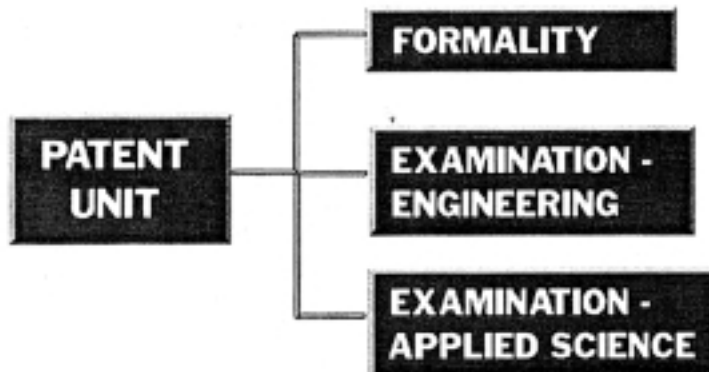 PATENT
UNIT
FORMALITY
EXAMINATION -
ENGINEERING
EXAMINATION -
APPLIED SCIENCE